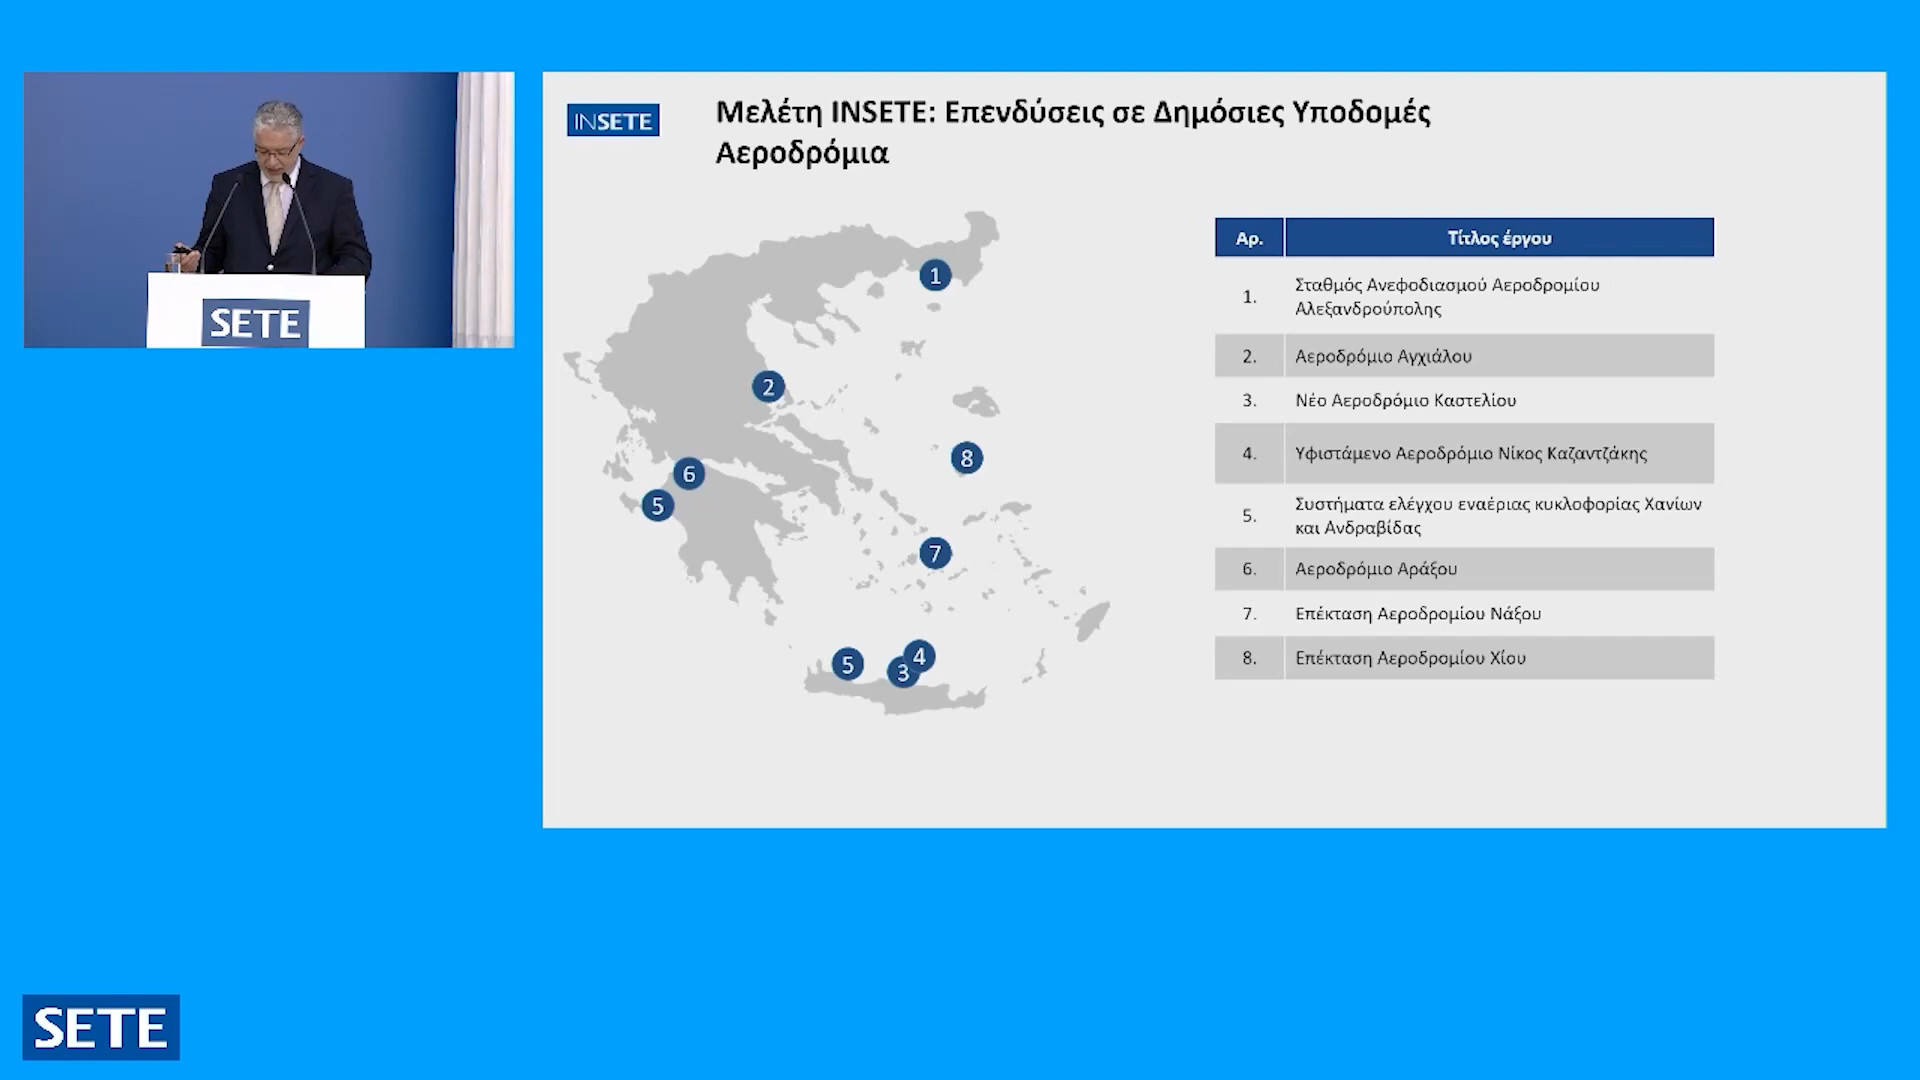 SETE
INSETE
Μελέτη INSETE: Επενδύσεις σε Δημόσιες Υποδομές
Αεροδρόμια
1
2
8
6
5
7
5
4
3
Αρ. Τίτλος έργου
1. Σταθμός Ανεφοδιασμού Αεροδρομίου
Αλεξανδρούπολης
2. Αεροδρόμιο Αγχιάλου
3. Νέο Αεροδρόμιο Καστελίου
4. Υφιστάμενο Αεροδρόμιο Νίκος Καζαντζάκης
5. Συστήματα ελέγχου εναέριας κυκλοφορίας Χανίων
και Ανδραβίδας
6. Αεροδρόμιο Αράξου
7. Επέκταση Αεροδρομίου Νάξου
8. Επέκταση Αεροδρομίου Χίου
SETE